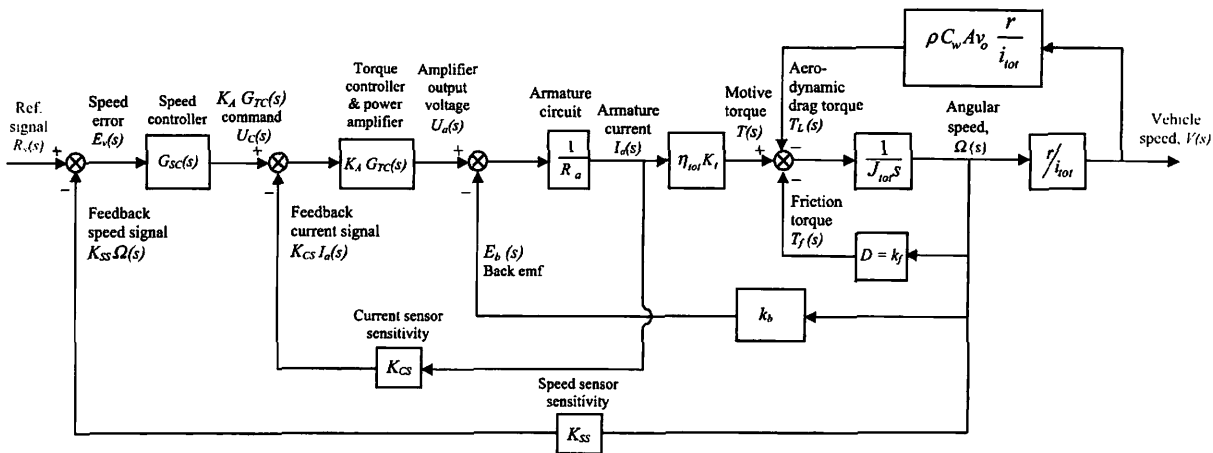 ρ C_w A v_o r / i_tot
Ref.
signal
R_v(s)
+
−
Speed
error
E_v(s)
Speed
controller
G_SC(s)
K_A G_TC(s)
command
U_C(s)
+
−
Torque
controller
& power
amplifier
K_A G_TC(s)
Amplifier
output
voltage
U_a(s)
+
−
Armature
circuit
1 / R_a
Armature
current
I_a(s)
η_tot K_t
Motive
torque
T(s)
+
−
−
Aero-
dynamic
drag torque
T_L(s)
1 / J_tot s
Angular
speed,
Ω(s)
r/i_tot
Vehicle
speed, V(s)
Feedback
speed signal
K_SS Ω(s)
Feedback
current signal
K_CS I_a(s)
E_b (s)
Back emf
Friction
torque
T_f(s)
D = k_f
k_b
Current sensor
sensitivity
K_CS
Speed sensor
sensitivity
K_SS